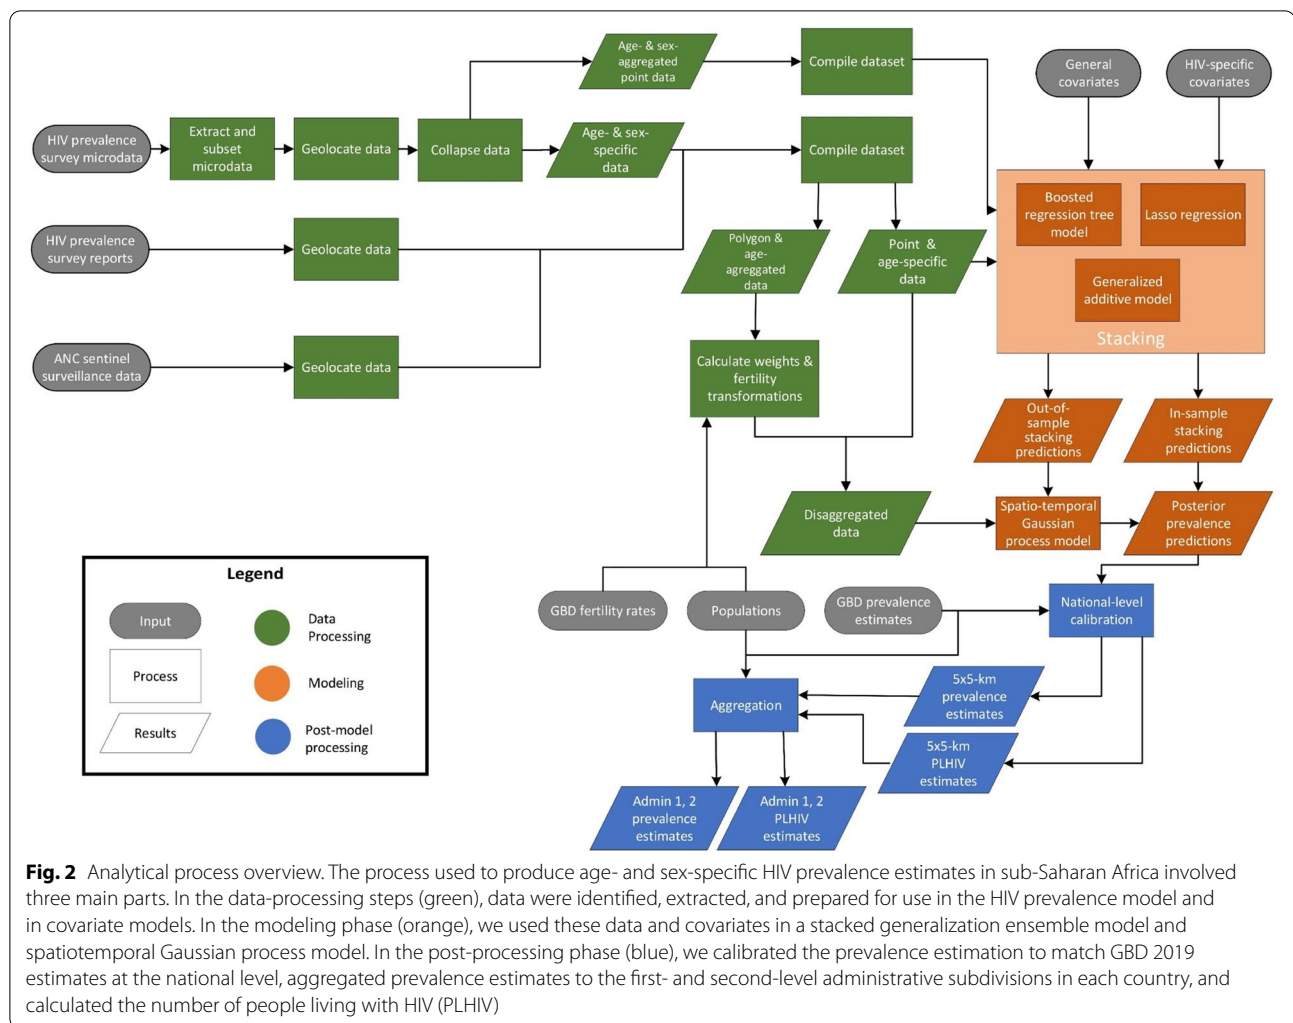 Age- & sex-
aggregated
point data
Compile dataset
General
covariates
HIV-specific
covariates
HIV prevalence
survey microdata
Extract and
subset
microdata
Geolocate data
Collapse data
Age- & sex-
specific
data
Compile dataset
Boosted
regression tree
model
Lasso regression
Generalized
additive model
Stacking
HIV prevalence
survey reports
Geolocate data
Polygon &
age-
agreggated
data
Point &
age-specific
data
ANC sentinel
surveillance data
Geolocate data
Calculate weights &
fertility
transformations
Out-of-
sample
stacking
predictions
In-sample
stacking
predictions
Disaggregated
data
Spatio-temporal
Gaussian
process model
Posterior
prevalence
predictions
Legend
Input
Process
Results
Data
Processing
Modeling
Post-model
processing
GBD fertility rates
Populations
GBD prevalence
estimates
National-level
calibration
Aggregation
5x5-km
prevalence
estimates
5x5-km
PLHIV
estimates
Admin 1, 2
prevalence
estimates
Admin 1, 2
PLHIV
estimates
Fig. 2 Analytical process overview. The process used to produce age- and sex-specific HIV prevalence estimates in sub-Saharan Africa involved
three main parts. In the data-processing steps (green), data were identified, extracted, and prepared for use in the HIV prevalence model and
in covariate models. In the modeling phase (orange), we used these data and covariates in a stacked generalization ensemble model and
spatiotemporal Gaussian process model. In the post-processing phase (blue), we calibrated the prevalence estimation to match GBD 2019
estimates at the national level, aggregated prevalence estimates to the first- and second-level administrative subdivisions in each country, and
calculated the number of people living with HIV (PLHIV)